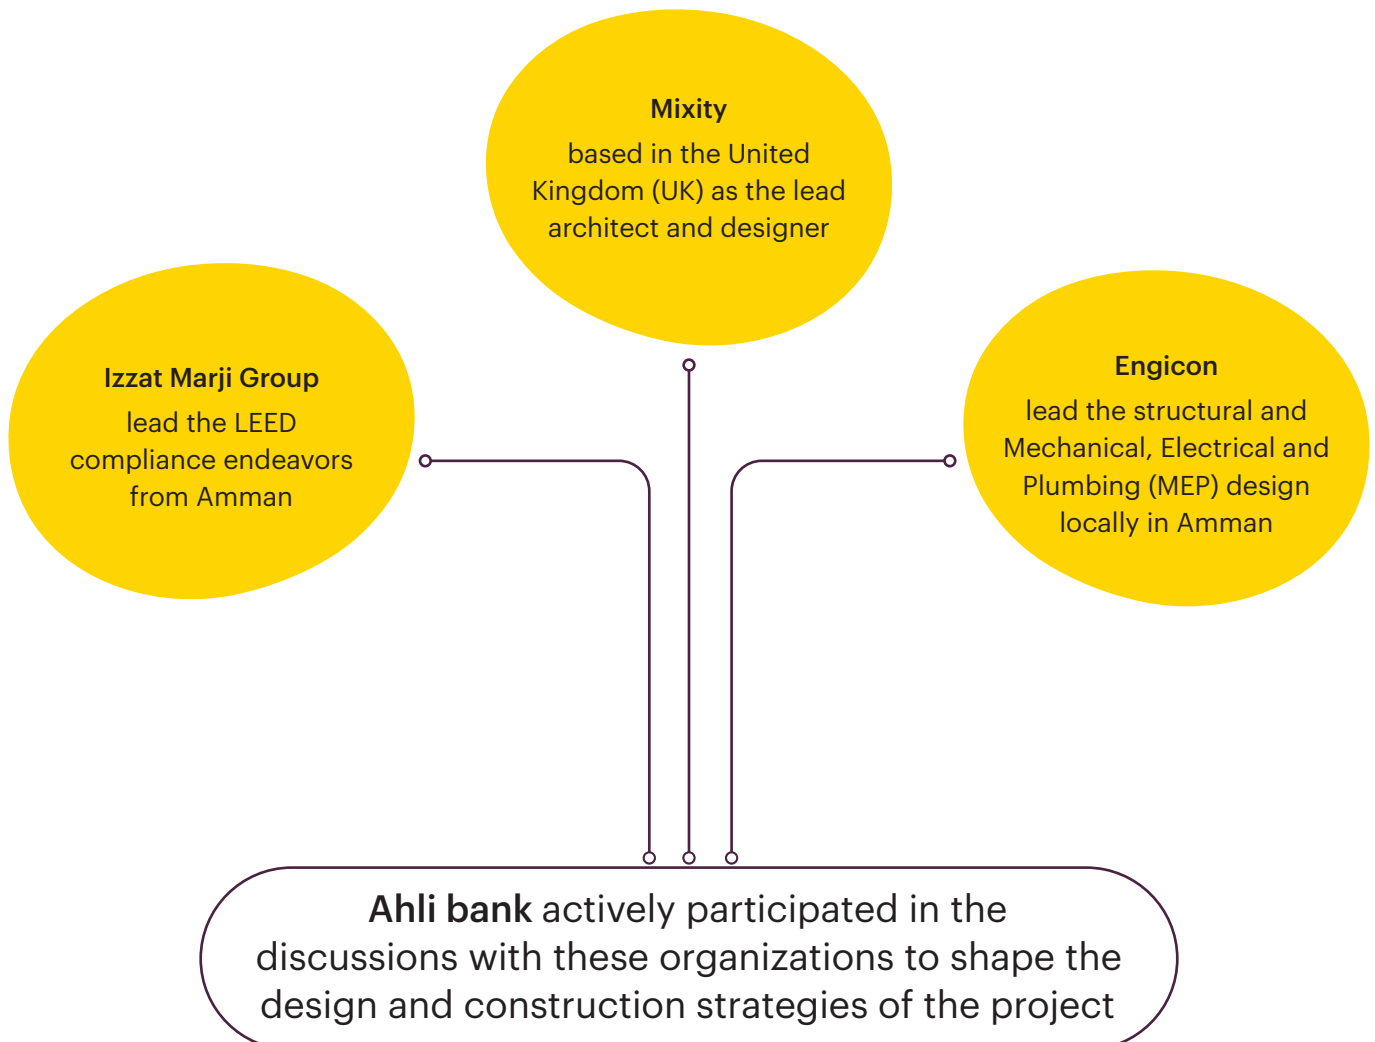 Mixity
based in the United
Kingdom (UK) as the lead
architect and designer
Izzat Marji Group
lead the LEED
compliance endeavors
from Amman
Engicon
lead the structural and
Mechanical, Electrical and
Plumbing (MEP) design
locally in Amman
Ahli bank actively participated in the
discussions with these organizations to shape the
design and construction strategies of the project